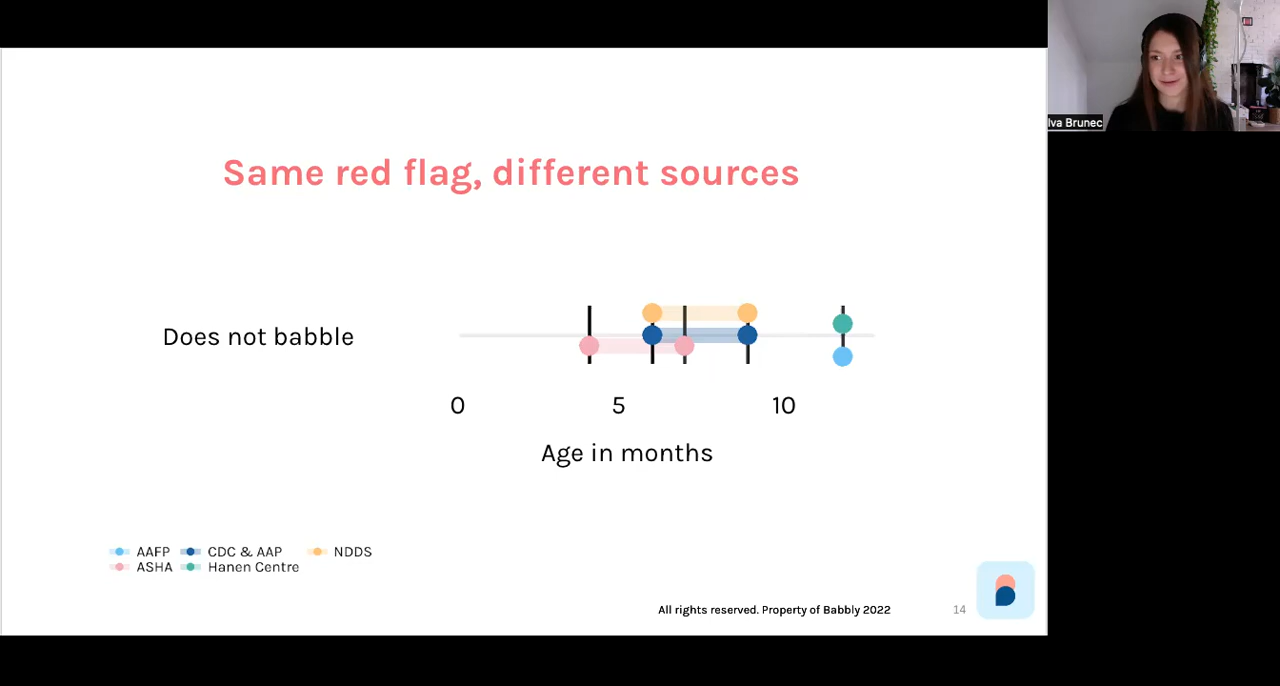 Iva Brunec
Same red flag, different sources
Does not babble
0 5 10
Age in months
AAFP CDC & AAP NDDS
ASHA Hanen Centre
All rights reserved. Property of Babbly 2022 14